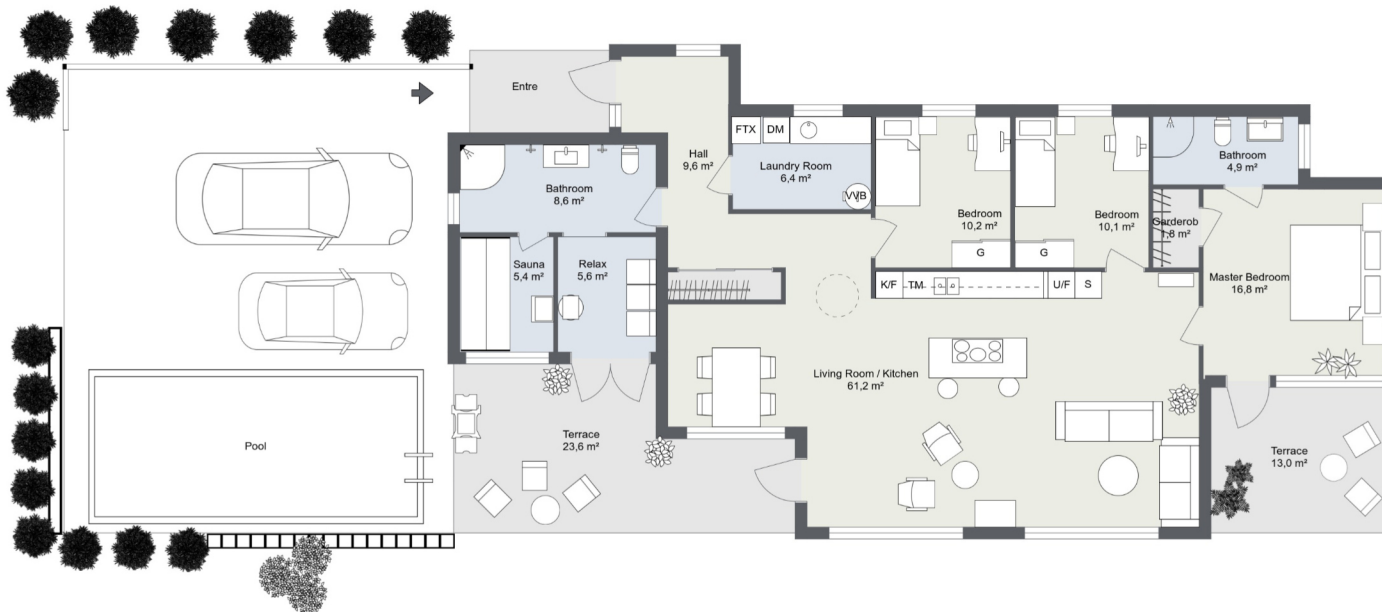 Entre
Hall
9,6 m²
FTX
DM
Laundry Room
6,4 m²
VVB
Bathroom
8,6 m²
Bathroom
4,9 m²
Bedroom
10,2 m²
Bedroom
10,1 m²
Garderob
1,8 m²
G
G
Sauna
5,4 m²
Relax
5,6 m²
Master Bedroom
16,8 m²
K/F
TM
U/F
S
Living Room / Kitchen
61,2 m²
Pool
Terrace
23,6 m²
Terrace
13,0 m²